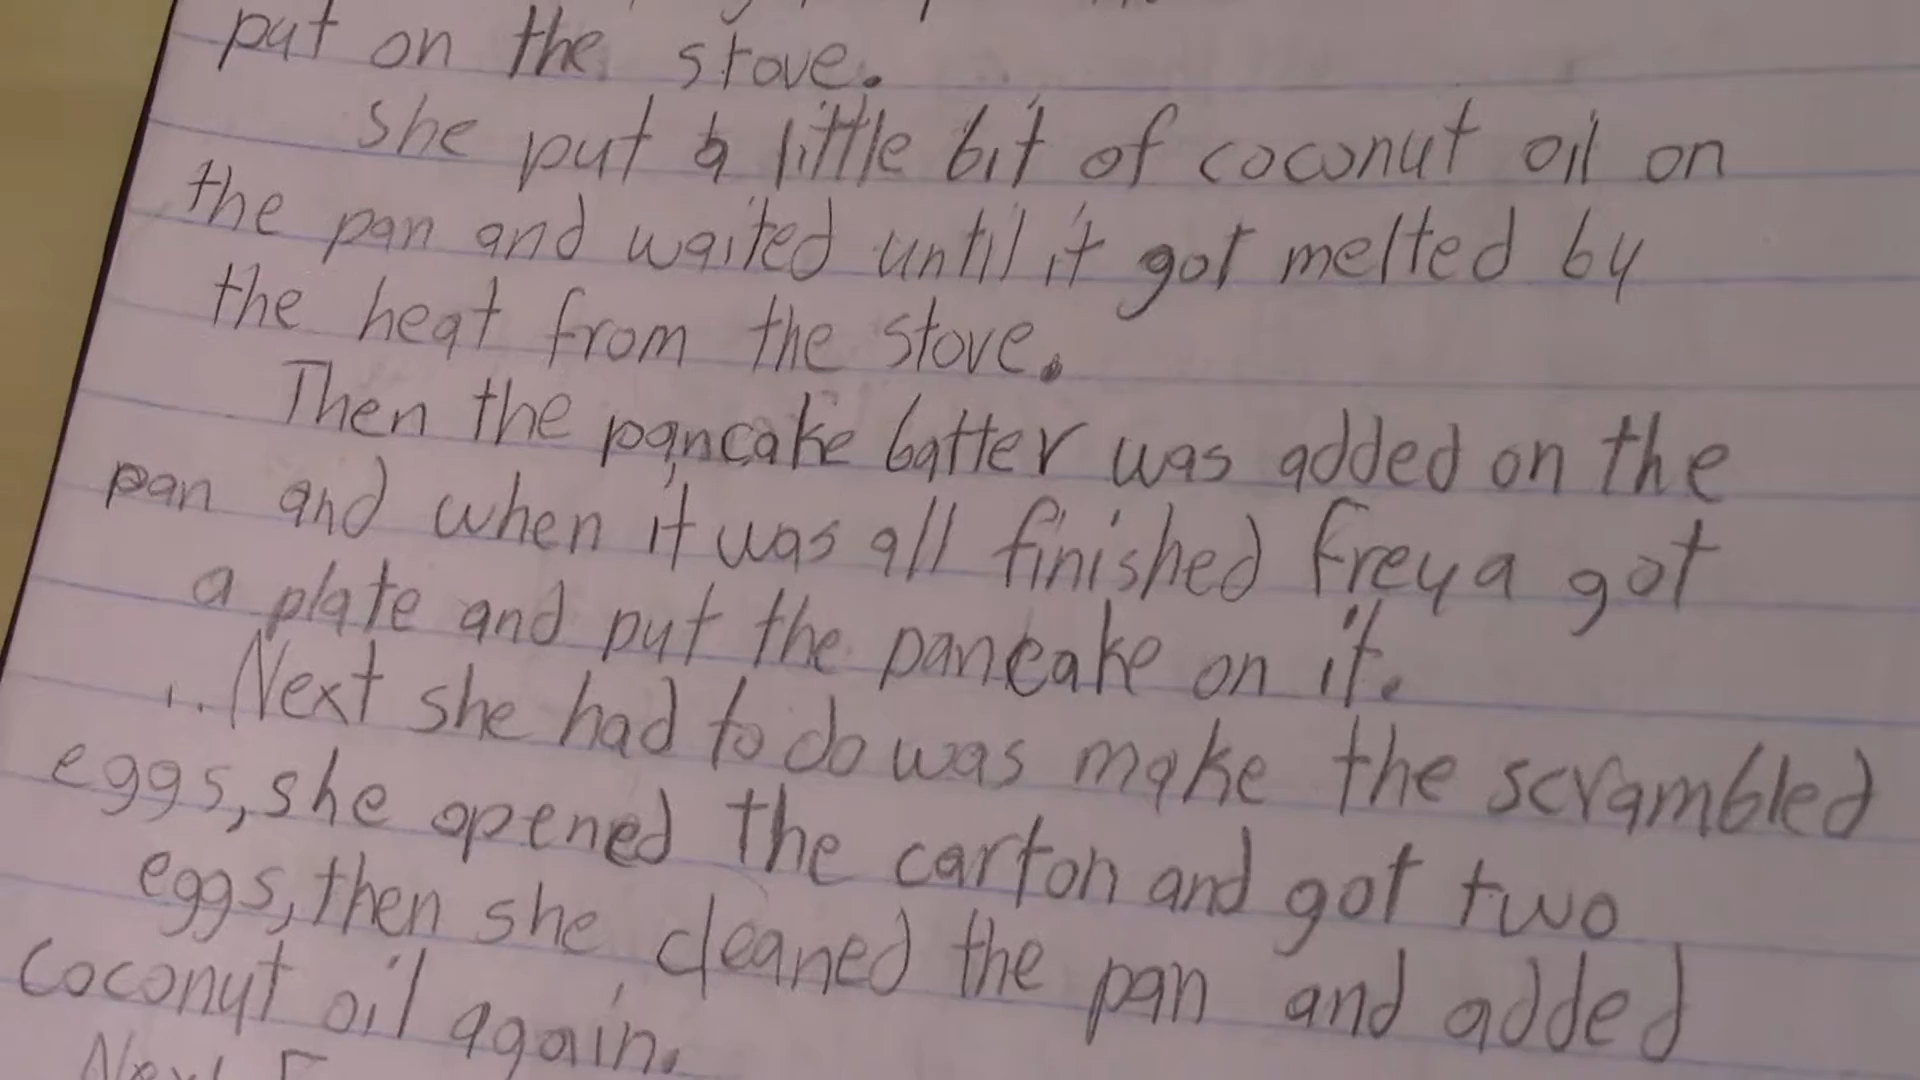 put on the stove.
She put a little bit of coconut oil on
the pan and waited until it got melted by
the heat from the stove.
Then the pancake batter was added on the
pan and when it was all finished Freya got
a plate and put the pancake on it.
Next she had to do was make the scrambled
eggs, she opened the carton and got two
eggs, then she cleaned the pan and added
coconut oil again.
Next